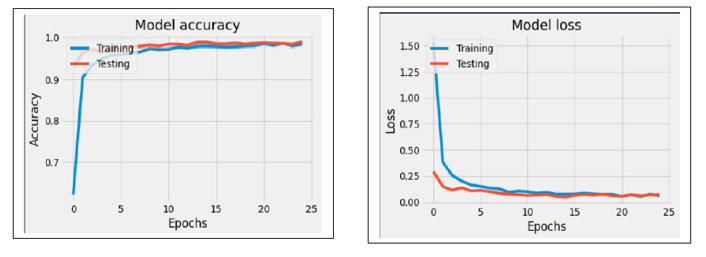 Model accuracy
1.0
0.9
0.8
0.7
Accuracy
Training
Testing
0
5
10
15
20
25
Epochs
Model loss
1.50
1.25
1.00
0.75
0.50
0.25
0.00
Loss
Training
Testing
0
5
10
15
20
25
Epochs